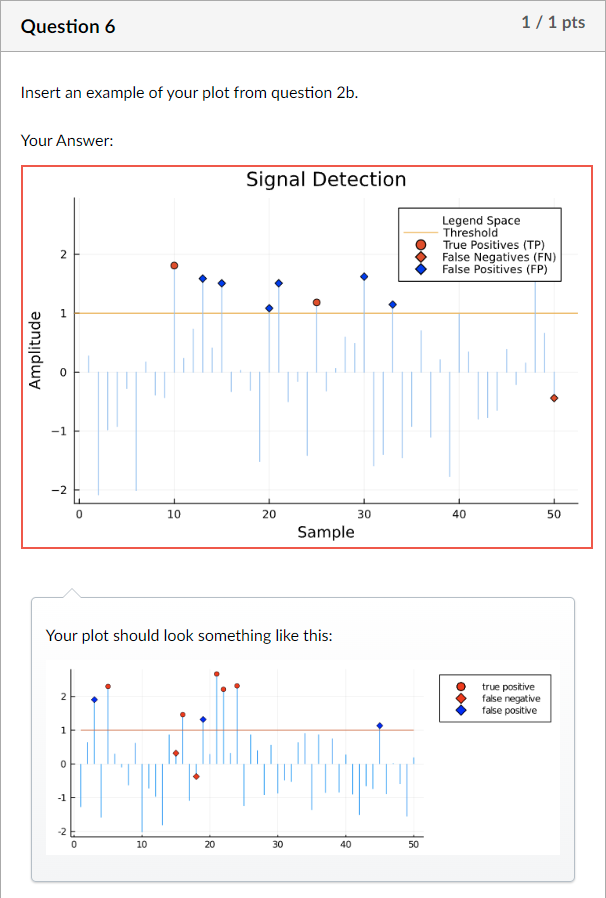 Question 6
1 / 1 pts
Insert an example of your plot from question 2b.
Your Answer:
Signal Detection
Legend Space
Threshold
True Positives (TP)
False Negatives (FN)
False Positives (FP)
2
1
0
−1
−2
Amplitude
0 10 20 30 40 50
Sample
Your plot should look something like this:
true positive
false negative
false positive
2
1
0
-1
-2
0 10 20 30 40 50